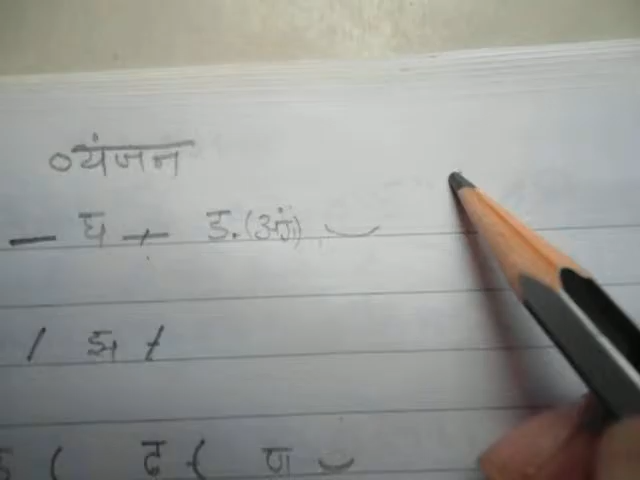 व्यंजन
— घ ⟊ ङ (अंग) ‿
/ झ ∤
ढ ण ‿